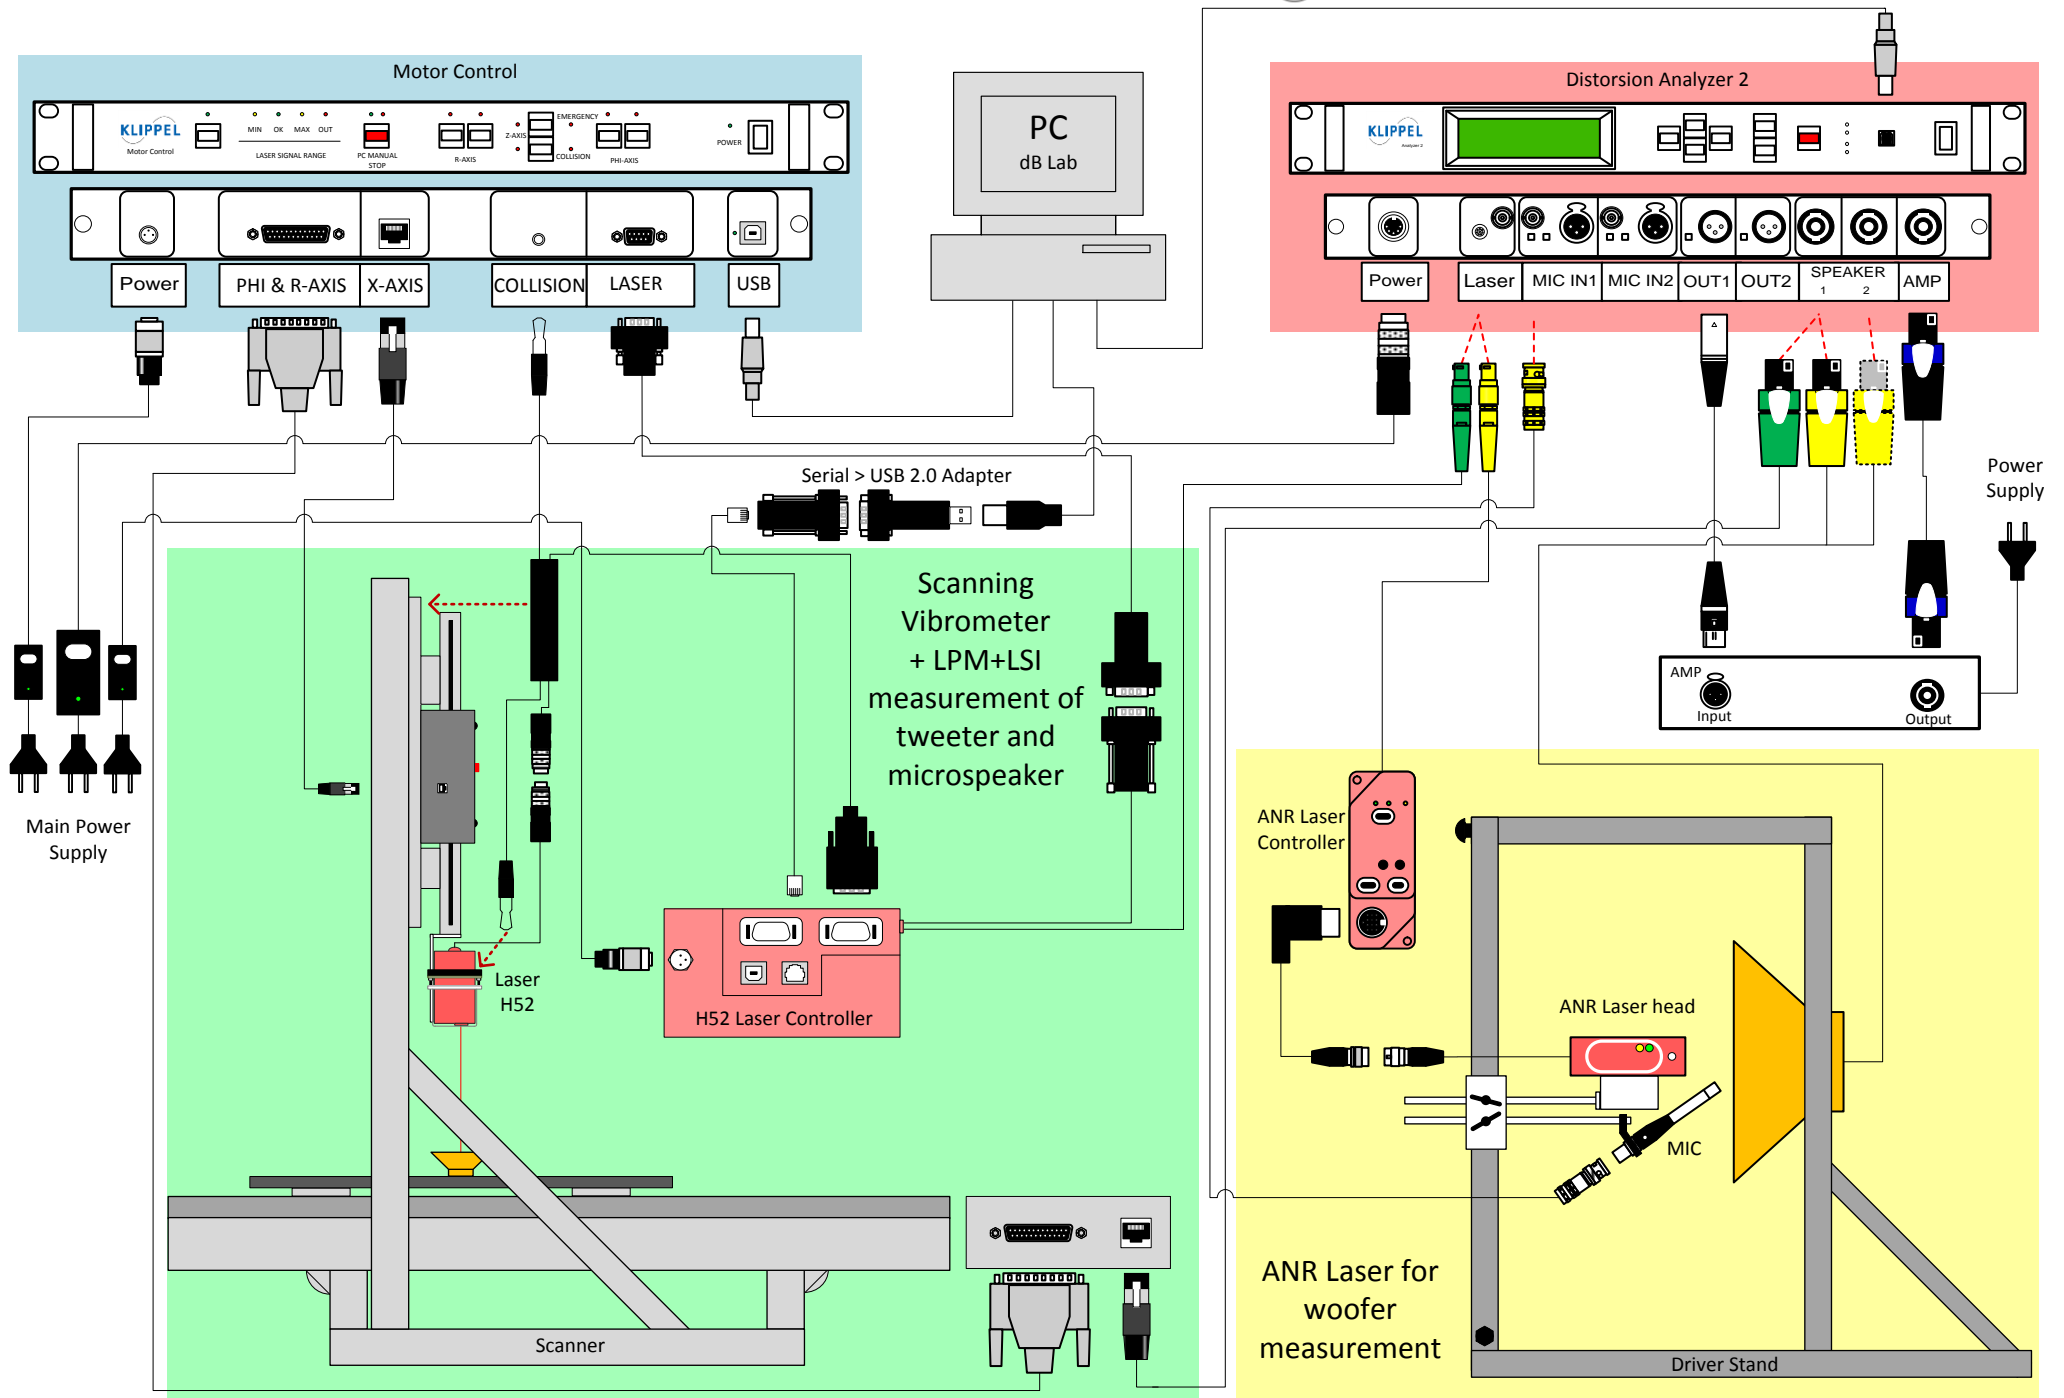 Motor Control
KLIPPEL
Motor Control
MIN OK MAX OUT
LASER SIGNAL RANGE
PC MANUAL
STOP
R-AXIS
Z-AXIS
EMERGENCY
COLLISION
PHI-AXIS
POWER
Power
PHI & R-AXIS
X-AXIS
COLLISION
LASER
USB
PC
dB Lab
Distorsion Analyzer 2
KLIPPEL
Analyzer 2
Power
Laser
MIC IN1
MIC IN2
OUT1
OUT2
SPEAKER
1 2
AMP
Serial > USB 2.0 Adapter
Power
Supply
AMP
Input
Output
Main Power
Supply
Scanning
Vibrometer
+ LPM+LSI
measurement of
tweeter and
microspeaker
Laser
H52
H52 Laser Controller
Scanner
ANR Laser
Controller
ANR Laser head
MIC
ANR Laser for
woofer
measurement
Driver Stand